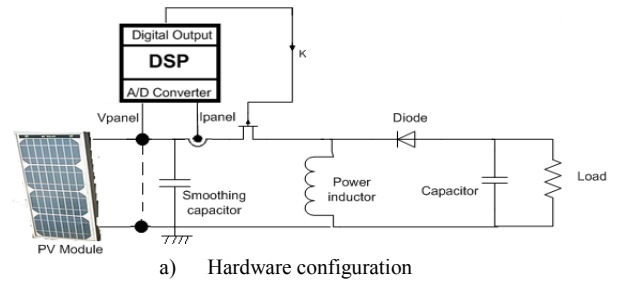 Digital Output
DSP
K
A/D Converter
Vpanel
Ipanel
Diode
Smoothing
capacitor
Power
inductor
Capacitor
Load
PV Module
a) Hardware configuration